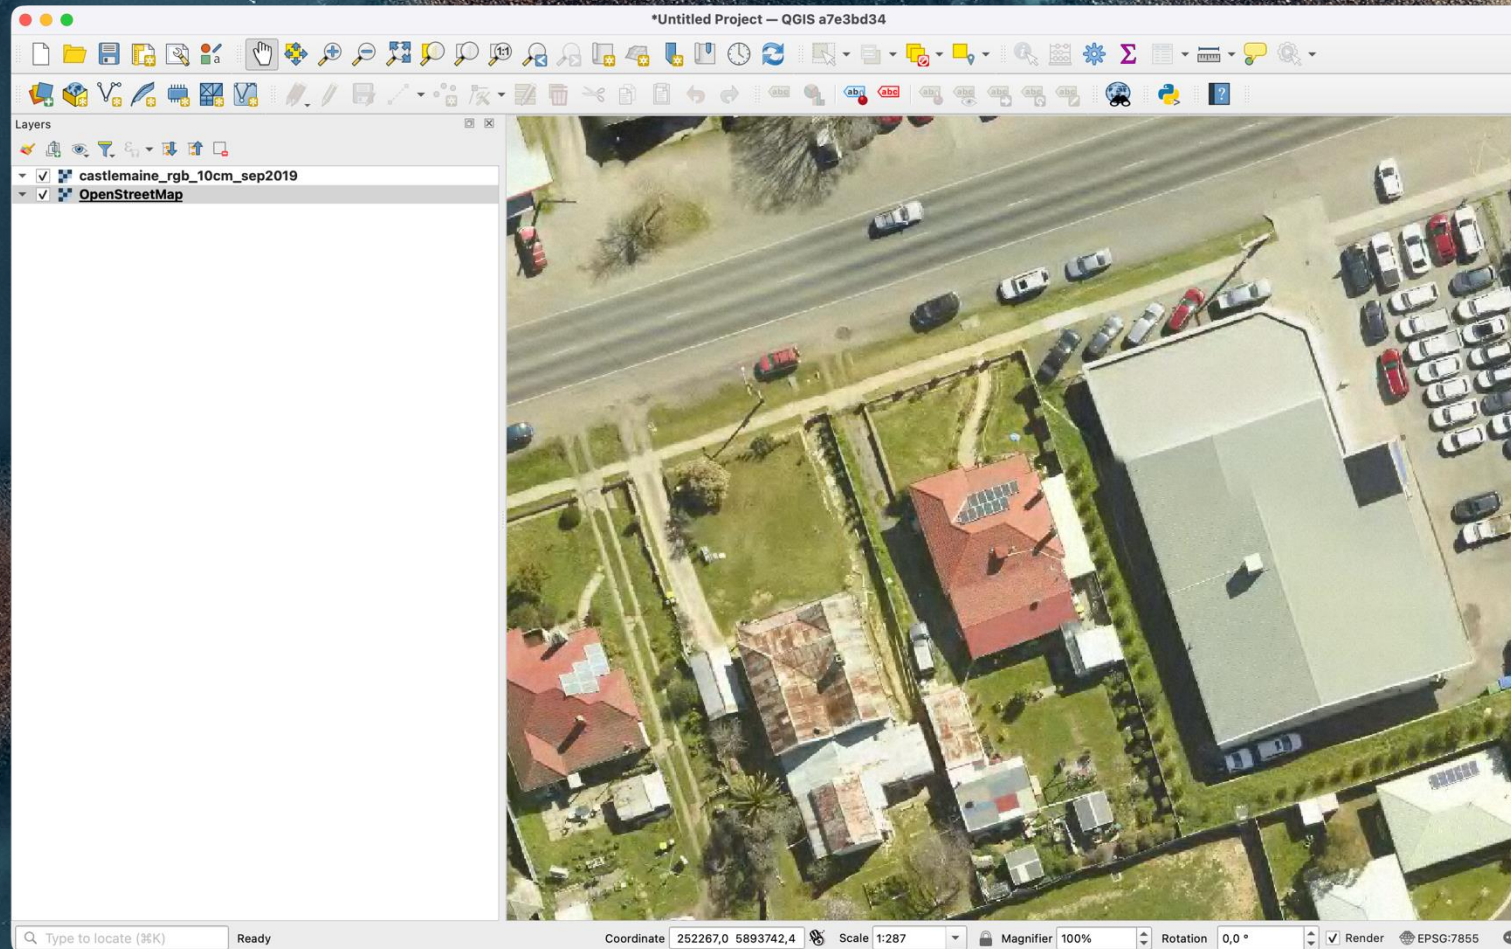 *Untitled Project — QGIS a7e3bd34
Layers
castlemaine_rgb_10cm_sep2019
OpenStreetMap
Type to locate (⌘K)
Ready
Coordinate 252267,0 5893742,4
Scale 1:287
Magnifier 100%
Rotation 0,0 °
Render
EPSG:7855